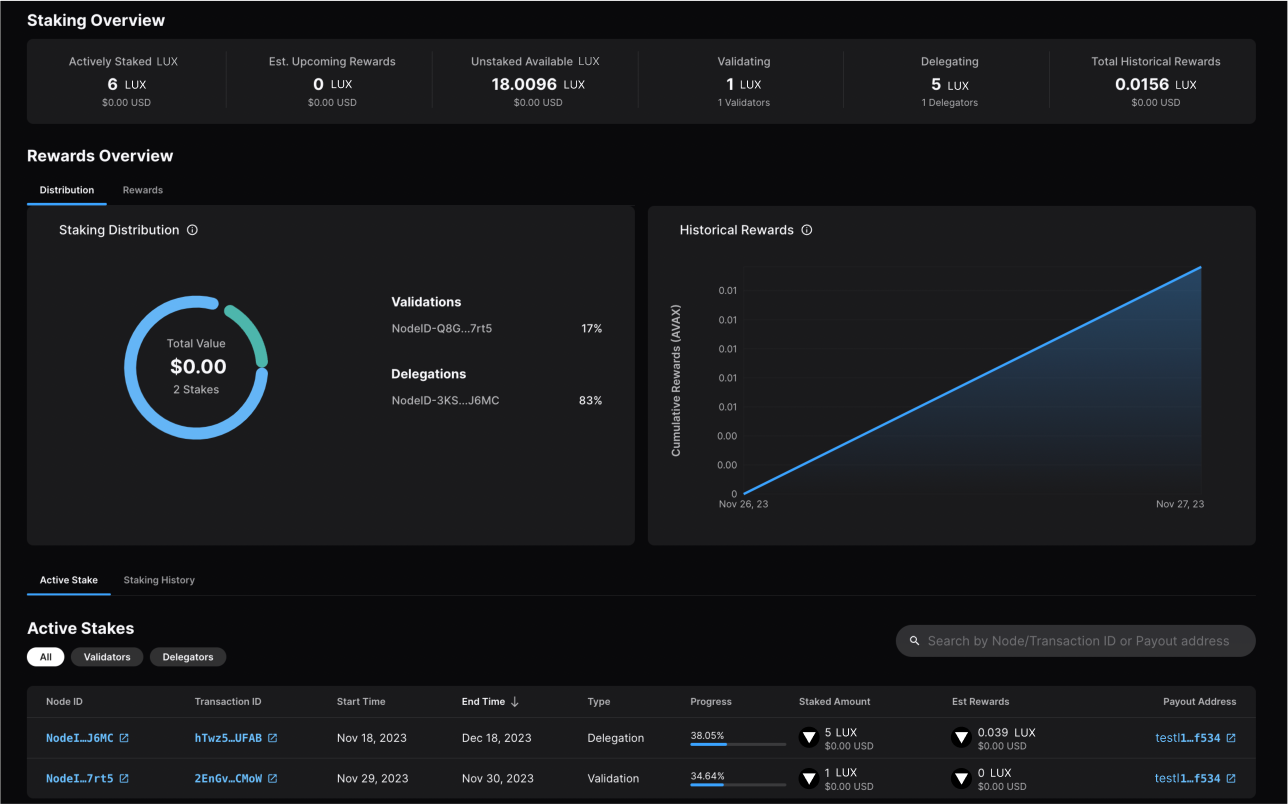 Staking Overview
Actively Staked LUX
6 LUX
$0.00 USD
Est. Upcoming Rewards
0 LUX
$0.00 USD
Unstaked Available LUX
18.0096 LUX
$0.00 USD
Validating
1 LUX
1 Validators
Delegating
5 LUX
1 Delegators
Total Historical Rewards
0.0156 LUX
$0.00 USD
Rewards Overview
Distribution Rewards
Staking Distribution
Total Value
$0.00
2 Stakes
Validations
NodeID-Q8G...7rt5 17%
Delegations
NodeID-3KS...J6MC 83%
Historical Rewards
Cumulative Rewards (AVAX)
0.01
0.01
0.01
0.01
0.01
0.00
0.00
0
Nov 26, 23 Nov 27, 23
Active Stake Staking History
Active Stakes
All Validators Delegators
Search by Node/Transaction ID or Payout address
Node ID Transaction ID Start Time End Time ↓ Type Progress Staked Amount Est Rewards Payout Address
NodeI…J6MC hTwz5…UFAB Nov 18, 2023 Dec 18, 2023 Delegation 38.05% 5 LUX 0.039 LUX testl1…f534
$0.00 USD $0.00 USD
NodeI…7rt5 2EnGv…CMoW Nov 29, 2023 Nov 30, 2023 Validation 34.64% 1 LUX 0 LUX testl1…f534
$0.00 USD $0.00 USD